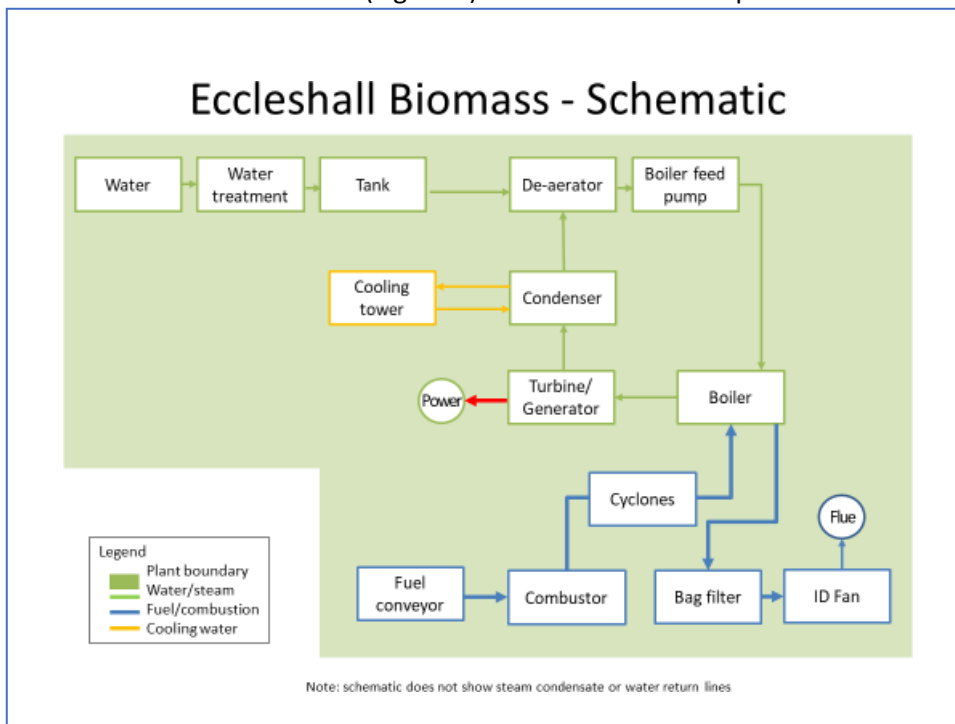 Eccleshall Biomass - Schematic
Water
Water
treatment
Tank
De-aerator
Boiler feed
pump
Cooling
tower
Condenser
Power
Turbine/
Generator
Boiler
Cyclones
Flue
Legend
Plant boundary
Water/steam
Fuel/combustion
Cooling water
Fuel
conveyor
Combustor
Bag filter
ID Fan
Note: schematic does not show steam condensate or water return lines